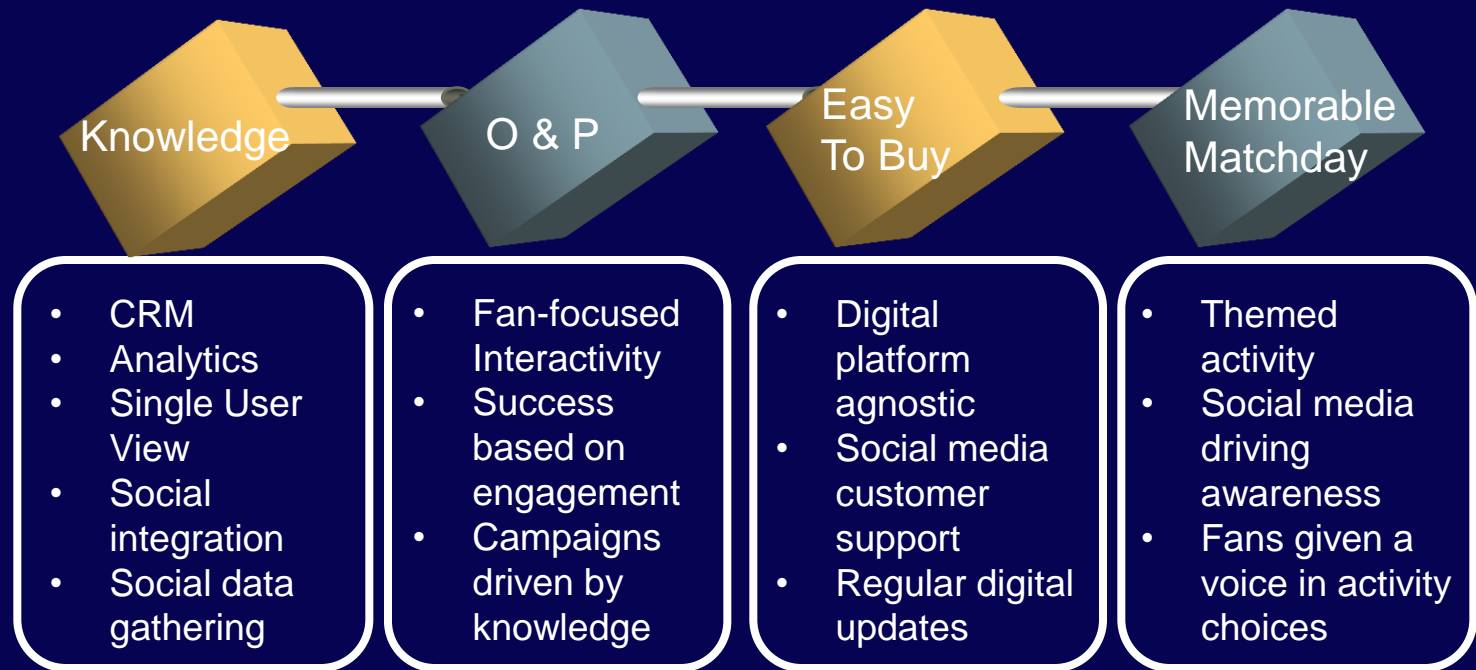 Knowledge
O & P
Easy
To Buy
Memorable
Matchday
• CRM
• Analytics
• Single User
View
• Social
integration
• Social data
gathering
• Fan-focused
Interactivity
• Success
based on
engagement
• Campaigns
driven by
knowledge
• Digital
platform
agnostic
• Social media
customer
support
• Regular digital
updates
• Themed
activity
• Social media
driving
awareness
• Fans given a
voice in activity
choices